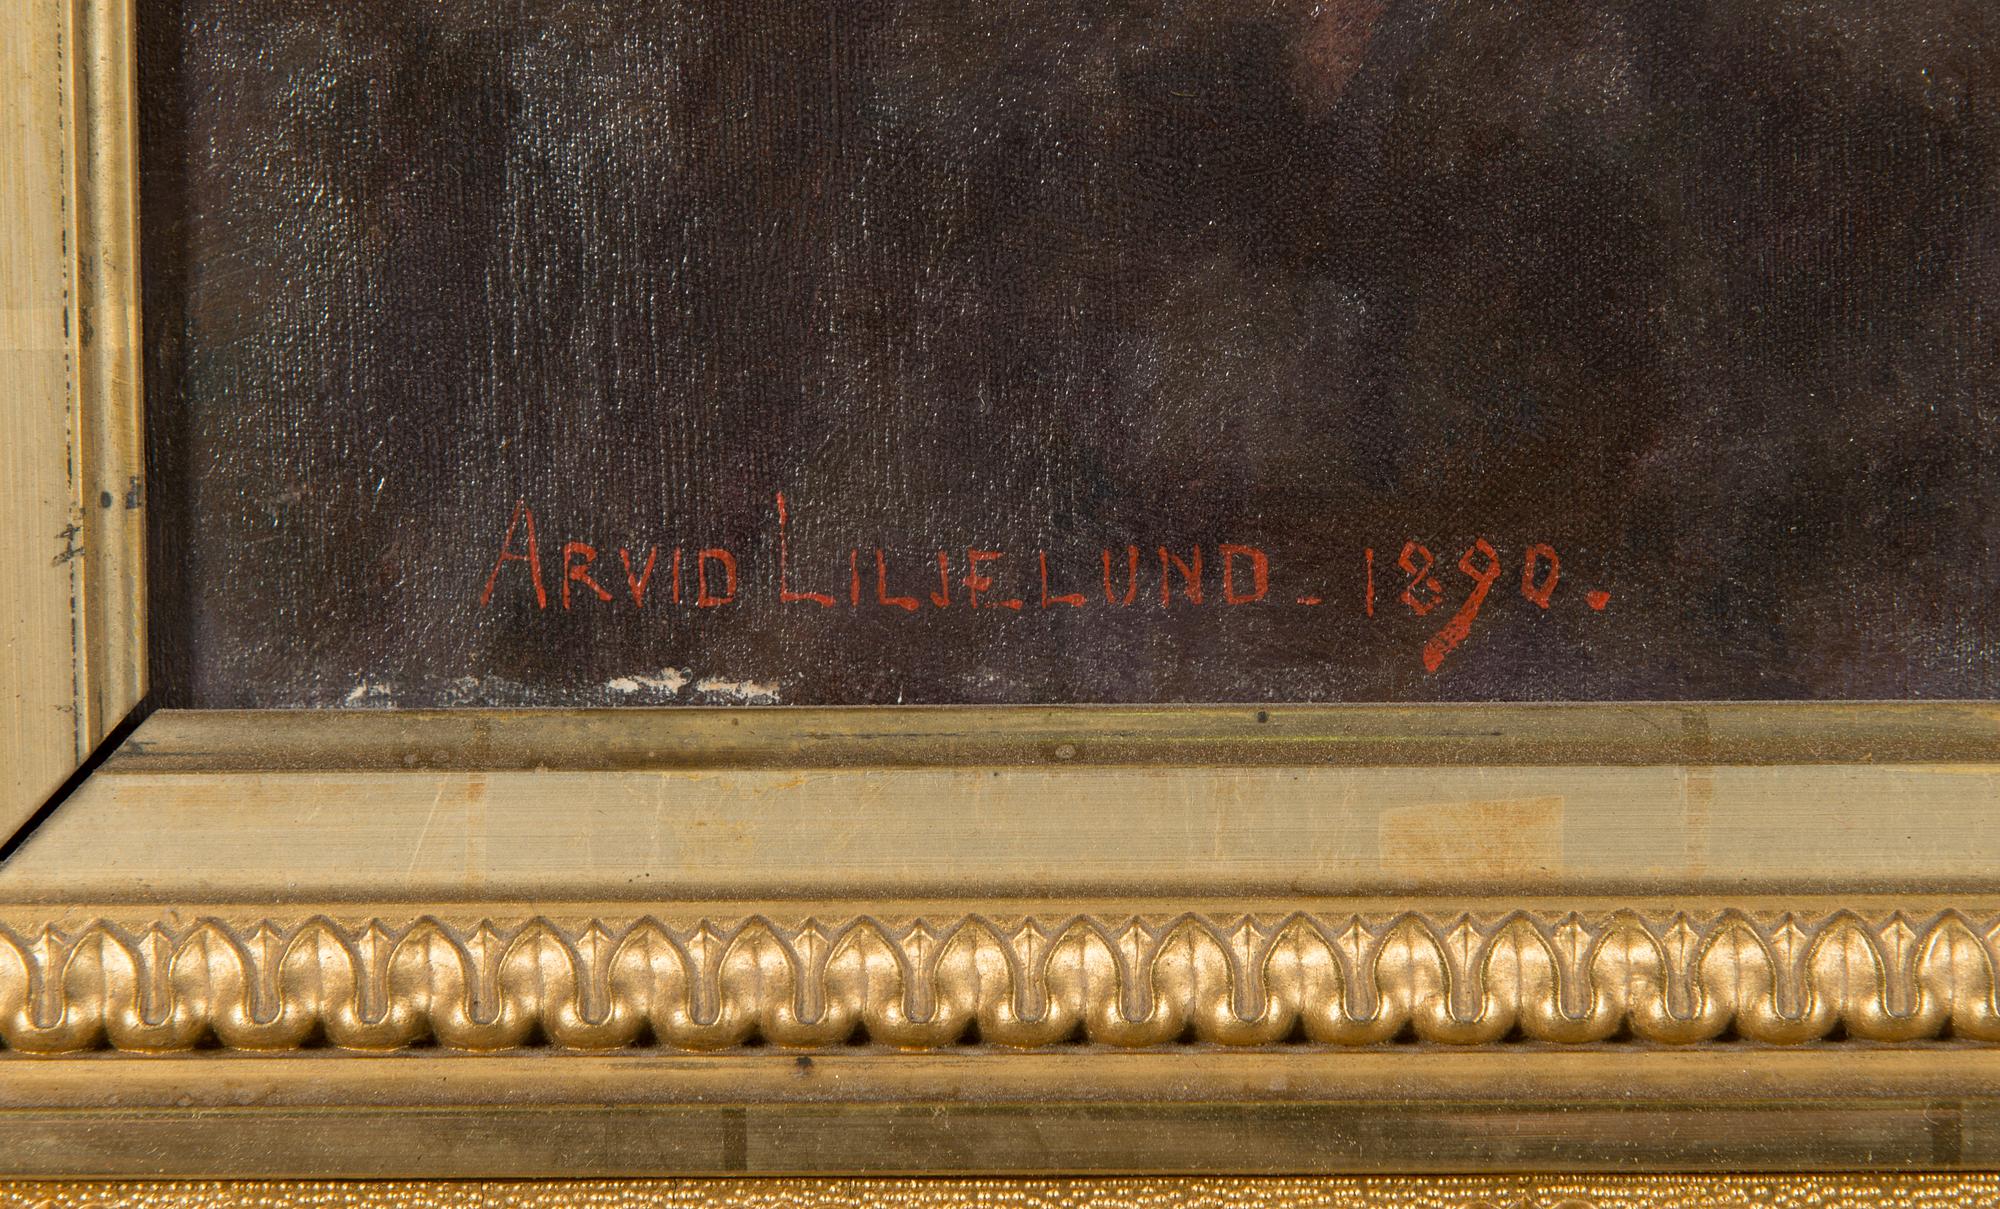 ARVID LILJELUND - 1890.